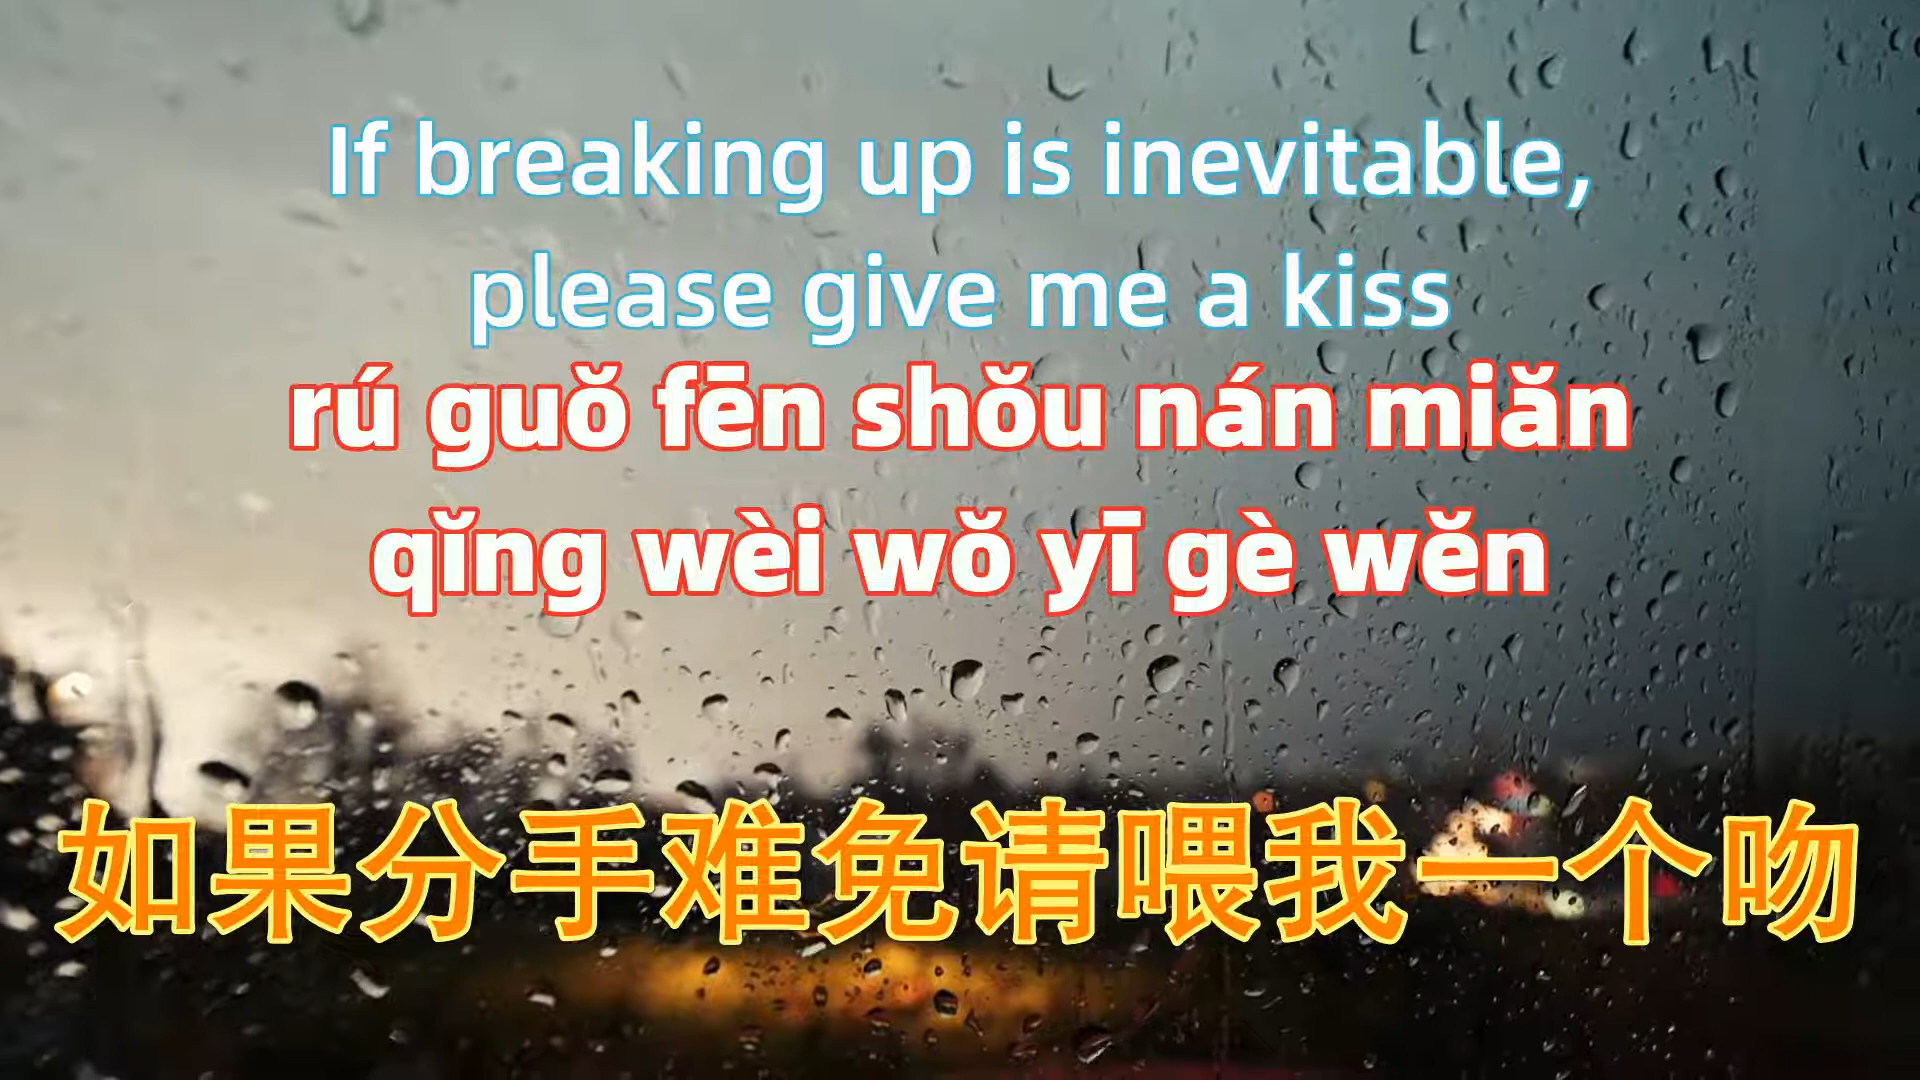 If breaking up is inevitable,
please give me a kiss
rú guǒ fēn shǒu nán miǎn
qǐng wèi wǒ yī gè wěn
如果分手难免请喂我一个吻